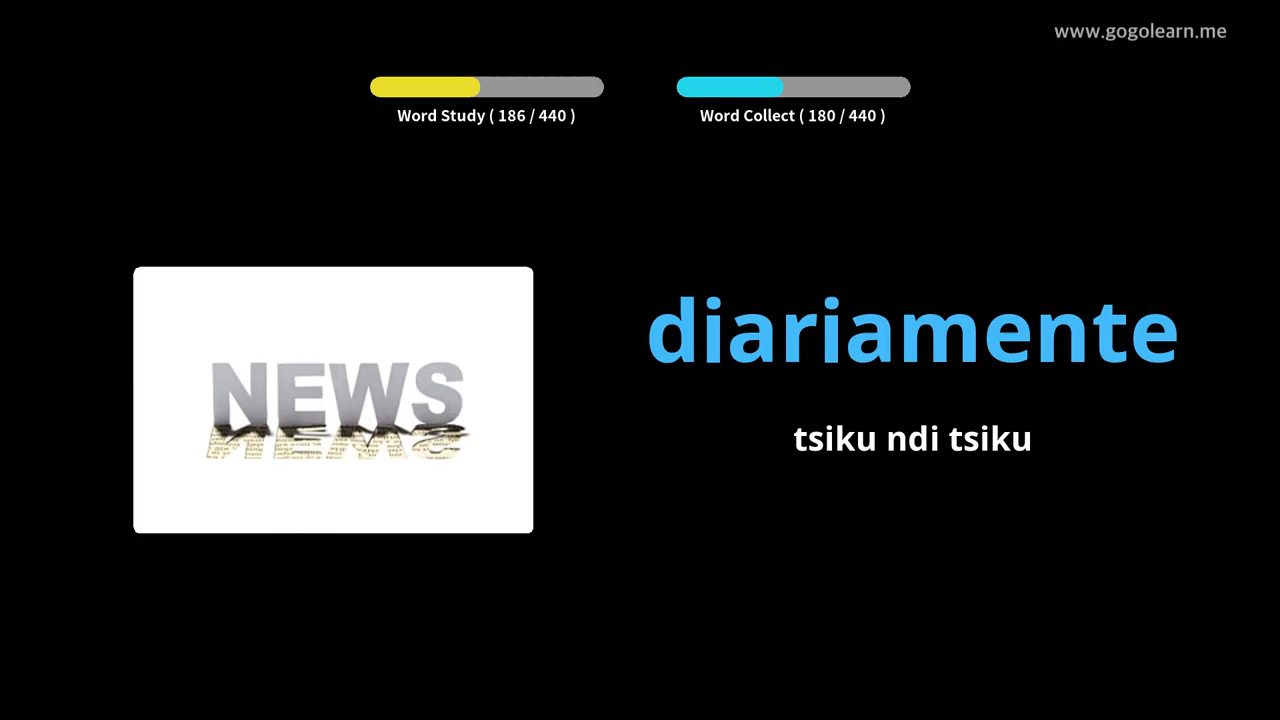 www.gogolearn.me
Word Study ( 186 / 440 )
Word Collect ( 180 / 440 )
NEWS
diariamente
tsiku ndi tsiku